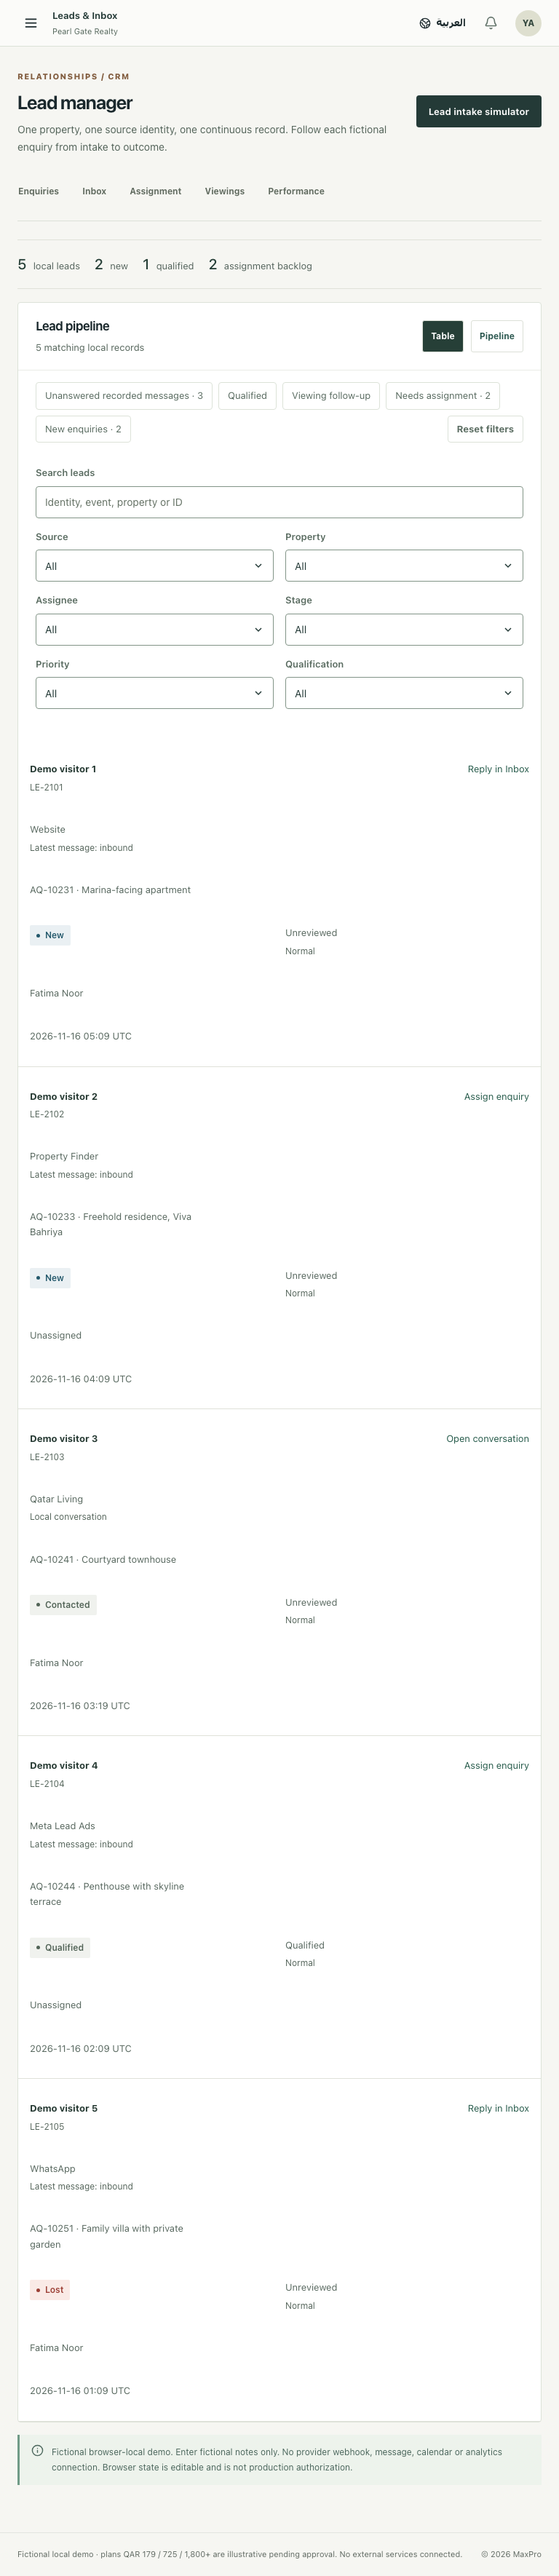 Leads & Inbox
Pearl Gate Realty
العربية
YA
RELATIONSHIPS / CRM
Lead manager
One property, one source identity, one continuous record. Follow each fictional
enquiry from intake to outcome.
Lead intake simulator
Enquiries Inbox Assignment Viewings Performance
5 local leads 2 new 1 qualified 2 assignment backlog
Lead pipeline
5 matching local records
Table Pipeline
Unanswered recorded messages · 3 Qualified Viewing follow-up Needs assignment · 2
New enquiries · 2 Reset filters
Search leads
Identity, event, property or ID
Source Property
All All
Assignee Stage
All All
Priority Qualification
All All
Demo visitor 1 Reply in Inbox
LE-2101
Website
Latest message: inbound
AQ-10231 · Marina-facing apartment
New Unreviewed
Normal
Fatima Noor
2026-11-16 05:09 UTC
Demo visitor 2 Assign enquiry
LE-2102
Property Finder
Latest message: inbound
AQ-10233 · Freehold residence, Viva
Bahriya
New Unreviewed
Normal
Unassigned
2026-11-16 04:09 UTC
Demo visitor 3 Open conversation
LE-2103
Qatar Living
Local conversation
AQ-10241 · Courtyard townhouse
Contacted Unreviewed
Normal
Fatima Noor
2026-11-16 03:19 UTC
Demo visitor 4 Assign enquiry
LE-2104
Meta Lead Ads
Latest message: inbound
AQ-10244 · Penthouse with skyline
terrace
Qualified Qualified
Normal
Unassigned
2026-11-16 02:09 UTC
Demo visitor 5 Reply in Inbox
LE-2105
WhatsApp
Latest message: inbound
AQ-10251 · Family villa with private
garden
Lost Unreviewed
Normal
Fatima Noor
2026-11-16 01:09 UTC
Fictional browser-local demo. Enter fictional notes only. No provider webhook, message, calendar or analytics
connection. Browser state is editable and is not production authorization.
Fictional local demo · plans QAR 179 / 725 / 1,800+ are illustrative pending approval. No external services connected. © 2026 MaxPro